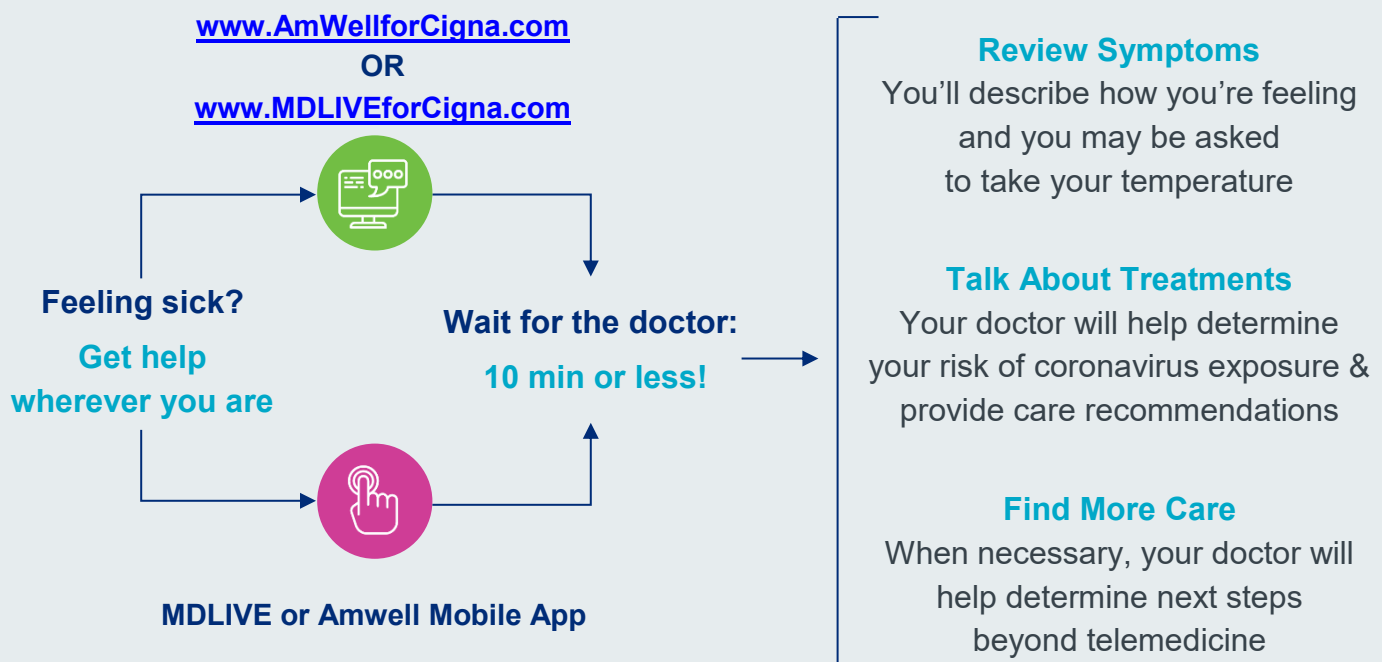 www.AmWellforCigna.com
OR
www.MDLIVEforCigna.com
Feeling sick?
Get help
wherever you are
Wait for the doctor:
10 min or less!
MDLIVE or Amwell Mobile App
Review Symptoms
You’ll describe how you’re feeling
and you may be asked
to take your temperature
Talk About Treatments
Your doctor will help determine
your risk of coronavirus exposure &
provide care recommendations
Find More Care
When necessary, your doctor will
help determine next steps
beyond telemedicine